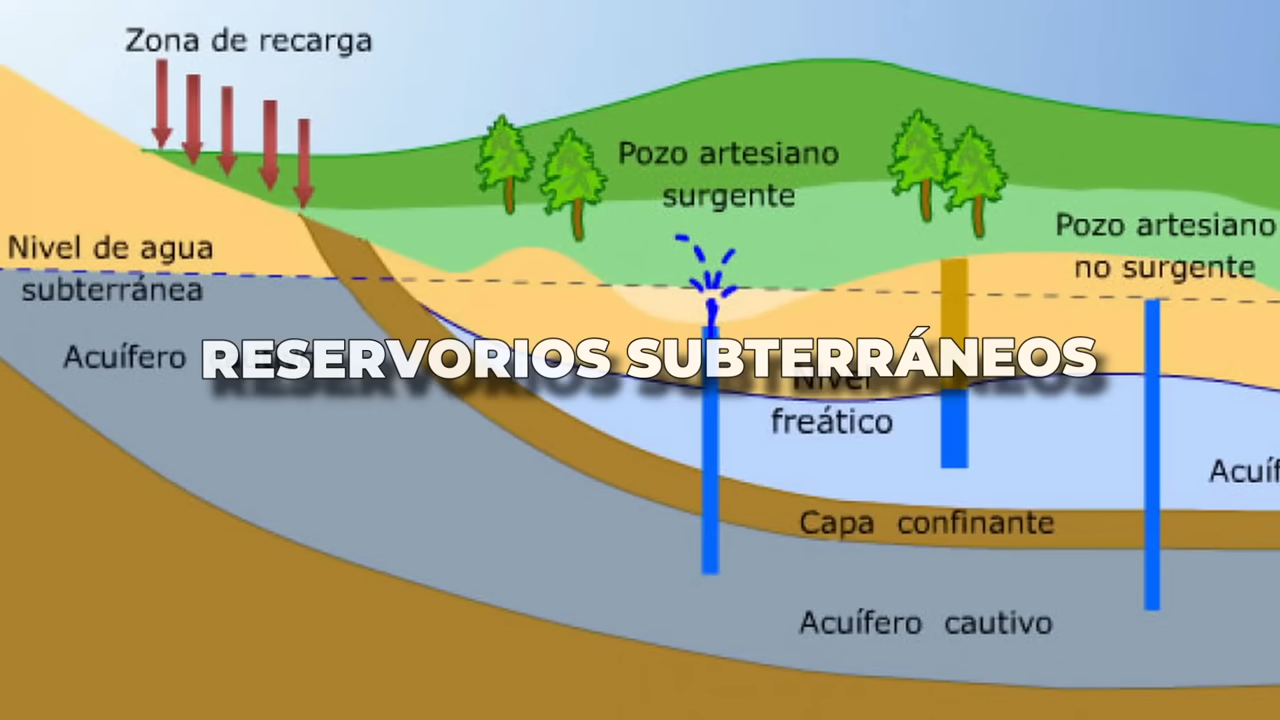 Zona de recarga
Pozo artesiano
surgente
Pozo artesiano
no surgente
Nivel de agua
subterránea
Acuífero
RESERVORIOS SUBTERRÁNEOS
Nivel
freático
Capa confinante
Acuífero cautivo